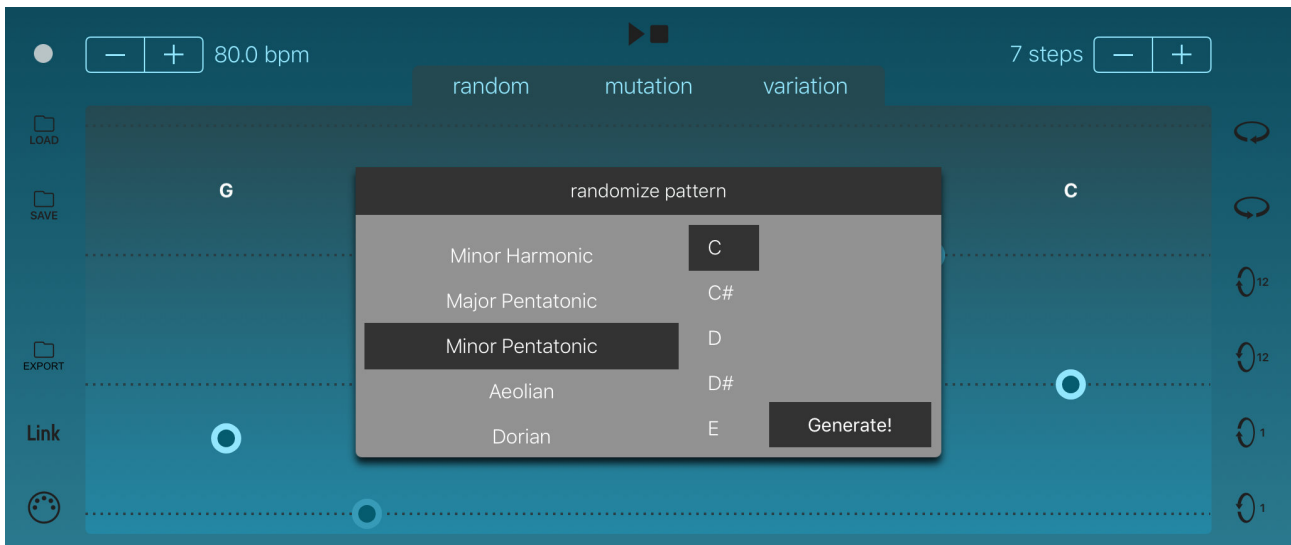 80.0 bpm
7 steps
random mutation variation
LOAD
SAVE
G
C
randomize pattern
Minor Harmonic
Major Pentatonic
Minor Pentatonic
Aeolian
Dorian
C
C#
D
D#
E
Generate!
EXPORT
Link
12
12
1
1